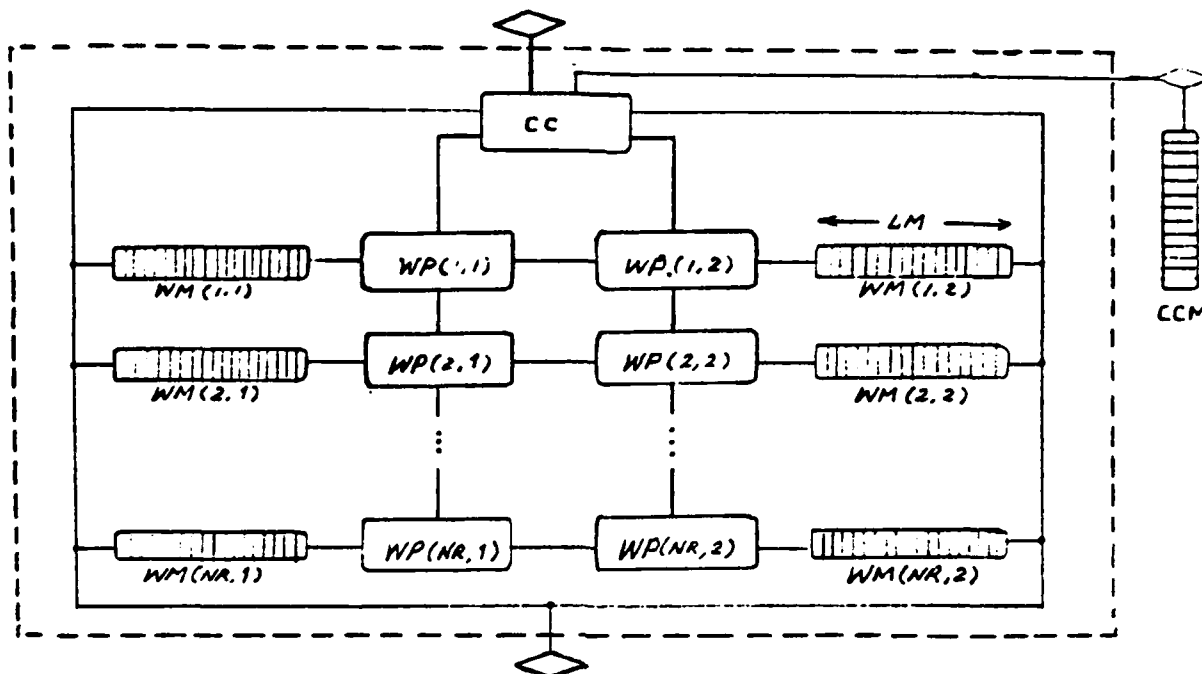 CC
LM
WP(1,1)
WP(1,2)
WM(1,1)
WM(1,2)
CCM
WP(2,1)
WP(2,2)
WM(2,1)
WM(2,2)
WP(NR,1)
WP(NR,2)
WM(NR,1)
WM(NR,2)